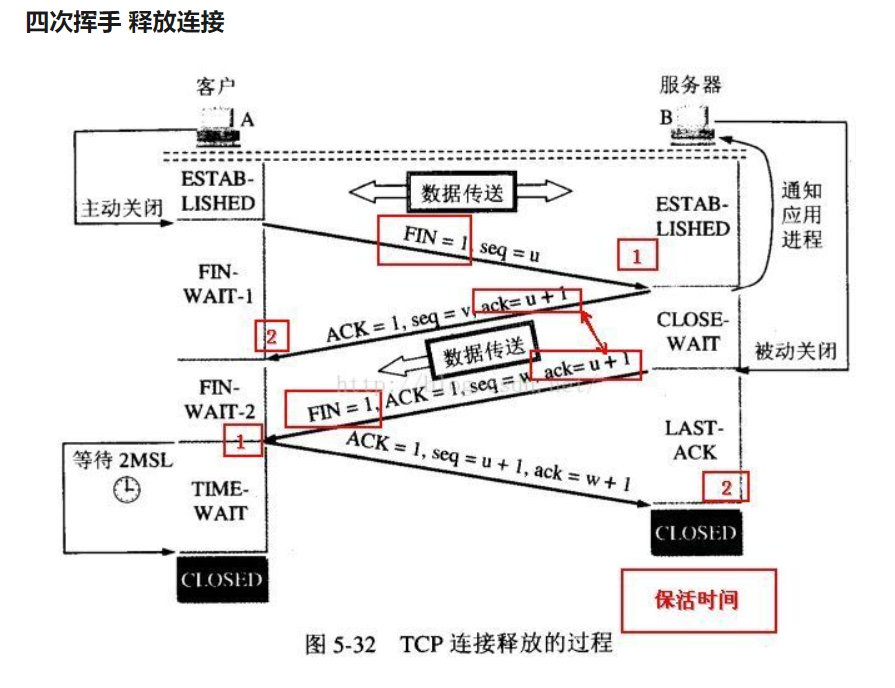 四次挥手 释放连接
客户
服务器
A
B
ESTAB-
LISHED
数据传送
主动关闭
ESTAB-
LISHED
通知
应用
进程
FIN = 1, seq = u
1
FIN-
WAIT-1
ACK = 1, seq = v, ack= u + 1
2
CLOSE-
WAIT
数据传送
被动关闭
FIN = 1, ACK = 1, seq = w, ack= u + 1
FIN-
WAIT-2
1
ACK = 1, seq = u + 1, ack = w + 1
LAST-
ACK
等待 2MSL
TIME-
WAIT
2
CLOSED
CLOSED
保活时间
图 5-32 TCP 连接释放的过程